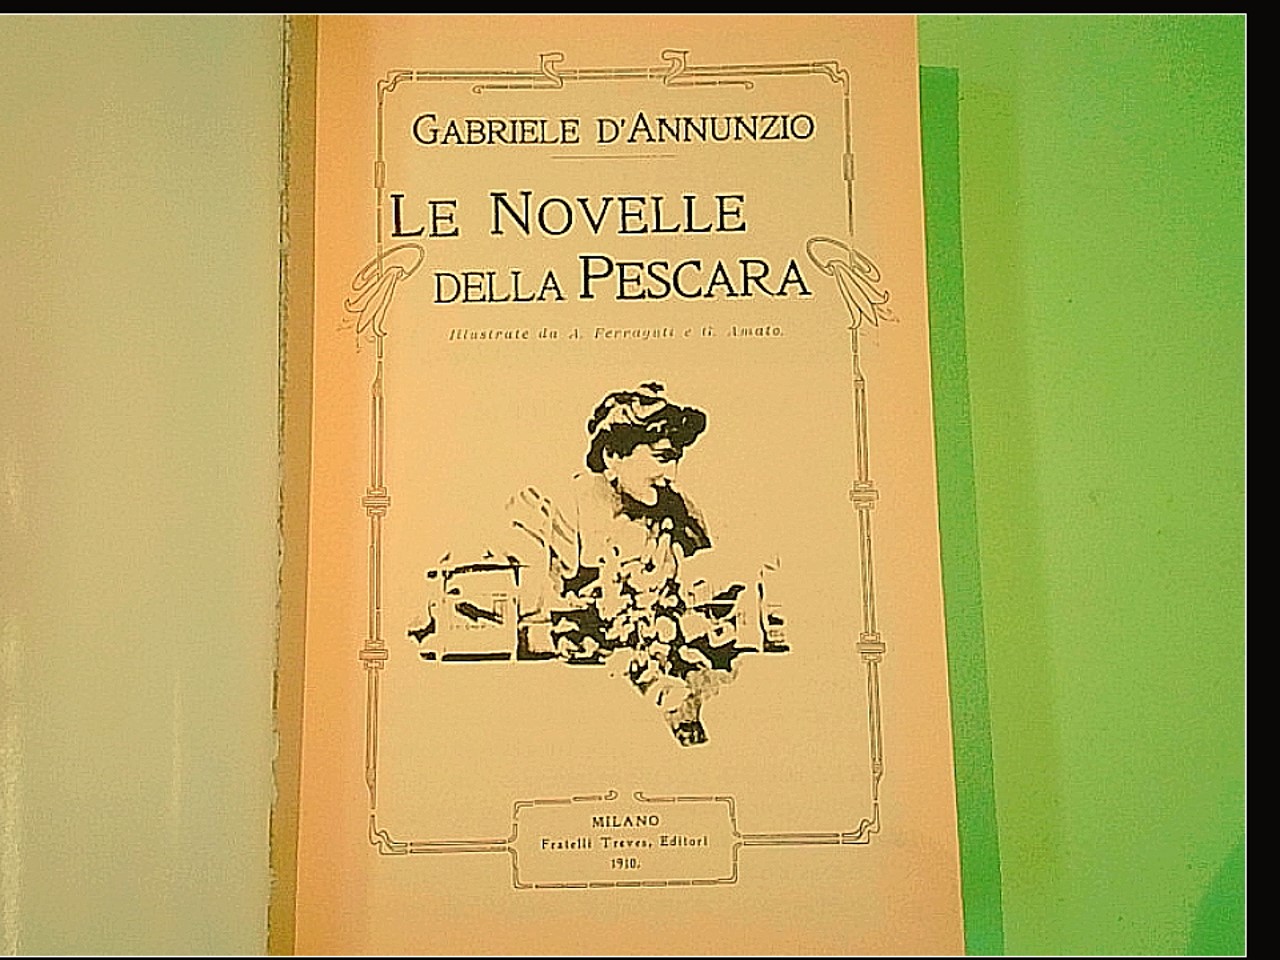 GABRIELE D'ANNUNZIO
LE NOVELLE
DELLA PESCARA
Illustrate da A. Ferraguti e G. Amato.
MILANO
Fratelli Treves, Editori
1910.